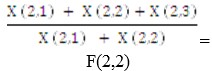 X (2,1) + X (2,2) + X (2,3)
X (2,1) + X (2,2) =
F(2,2)